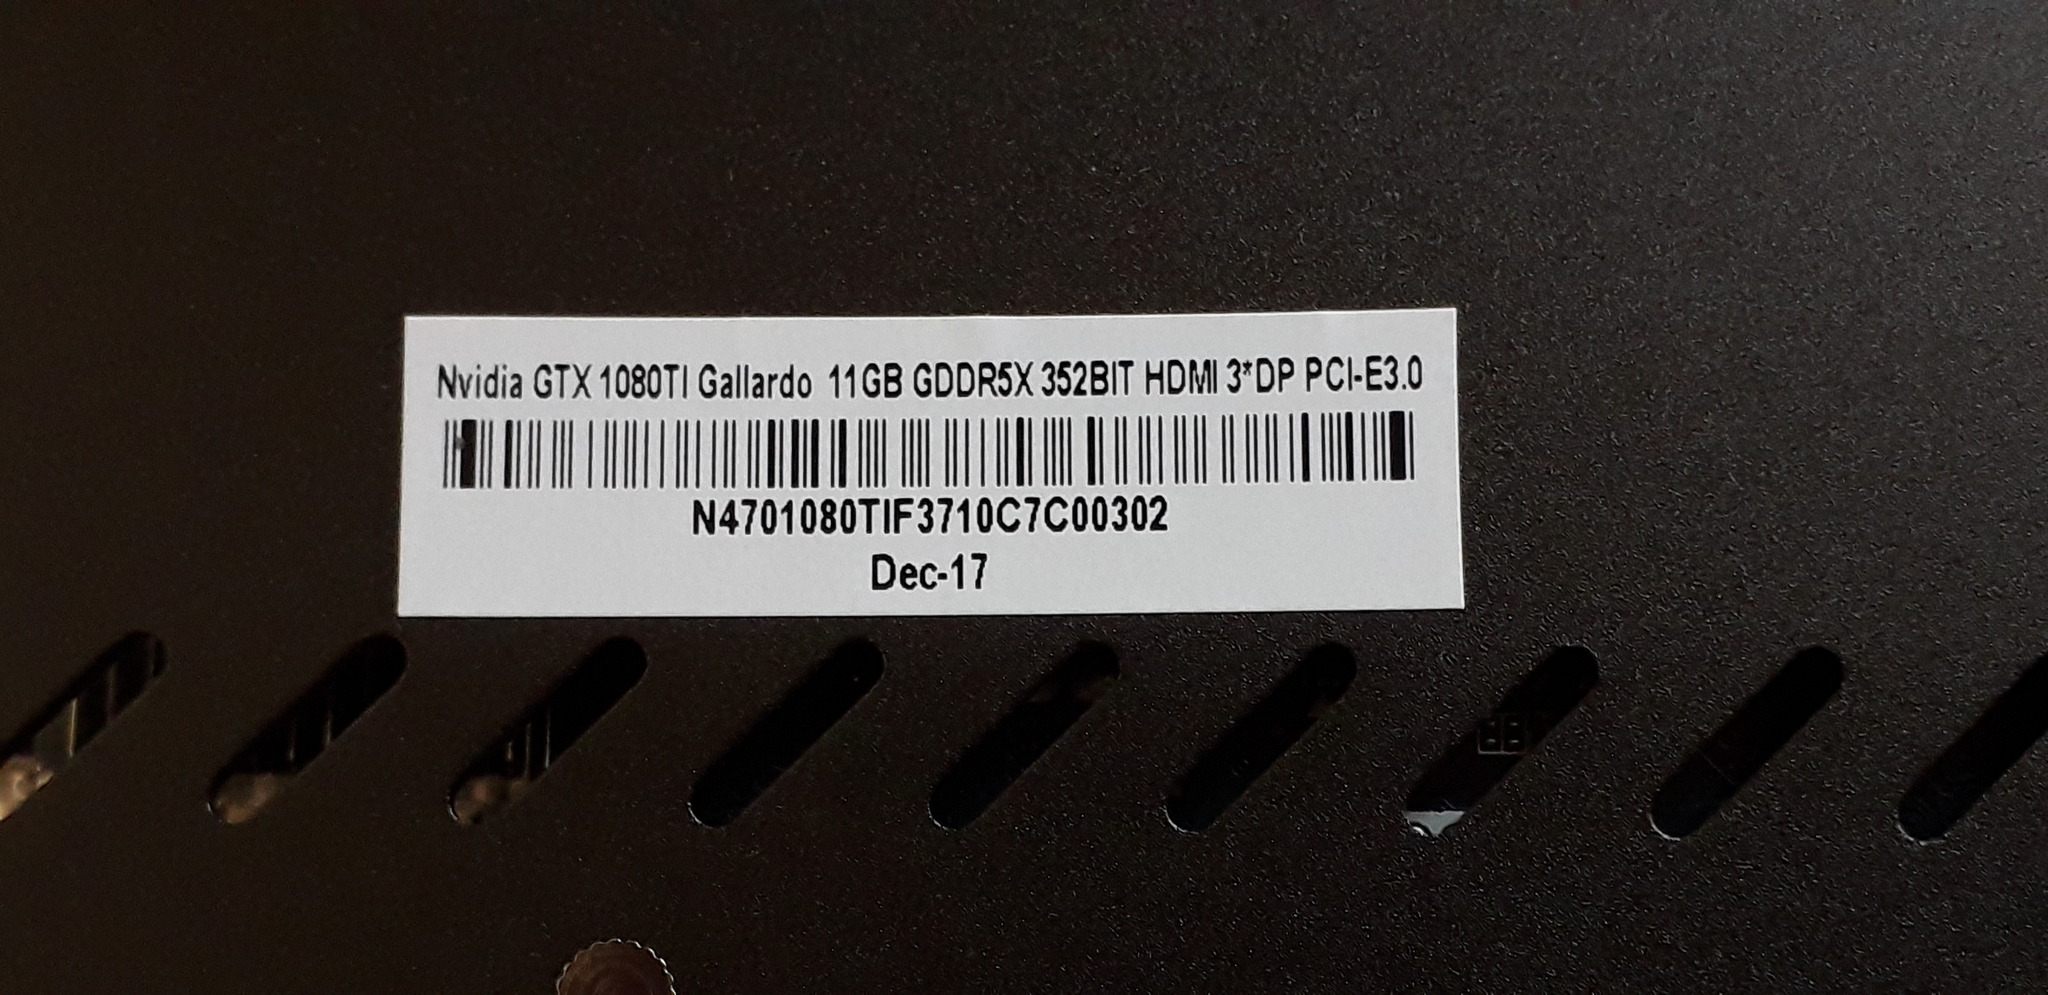 Nvidia GTX 1080TI Gallardo 11GB GDDR5X 352BIT HDMI 3*DP PCI-E3.0
N4701080TIF3710C7C00302
Dec-17